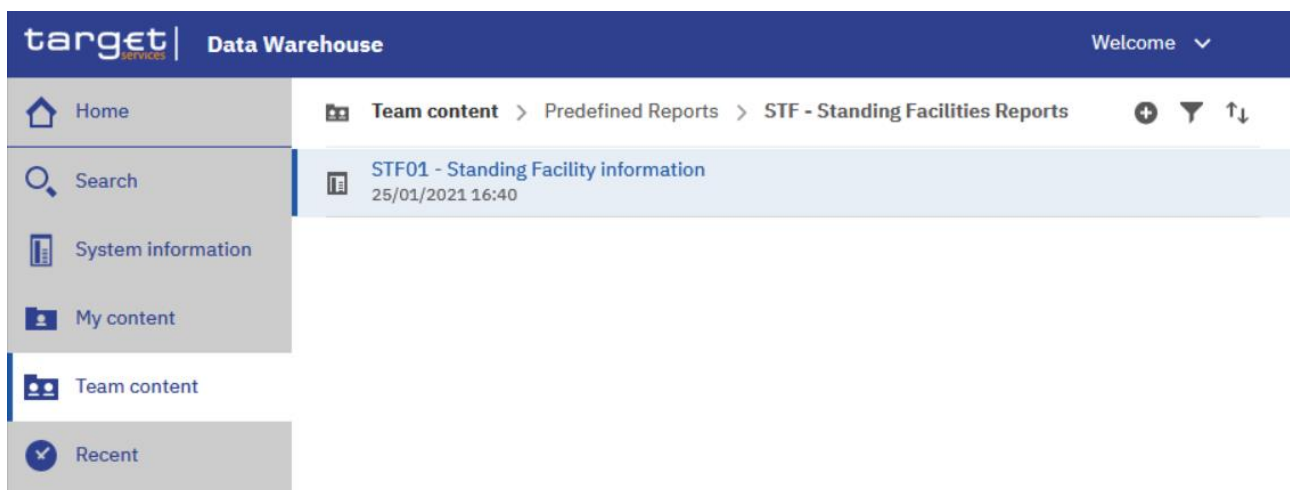 target services | Data Warehouse
Welcome
Home
Team content > Predefined Reports > STF - Standing Facilities Reports
Search
STF01 - Standing Facility information
25/01/2021 16:40
System information
My content
Team content
Recent